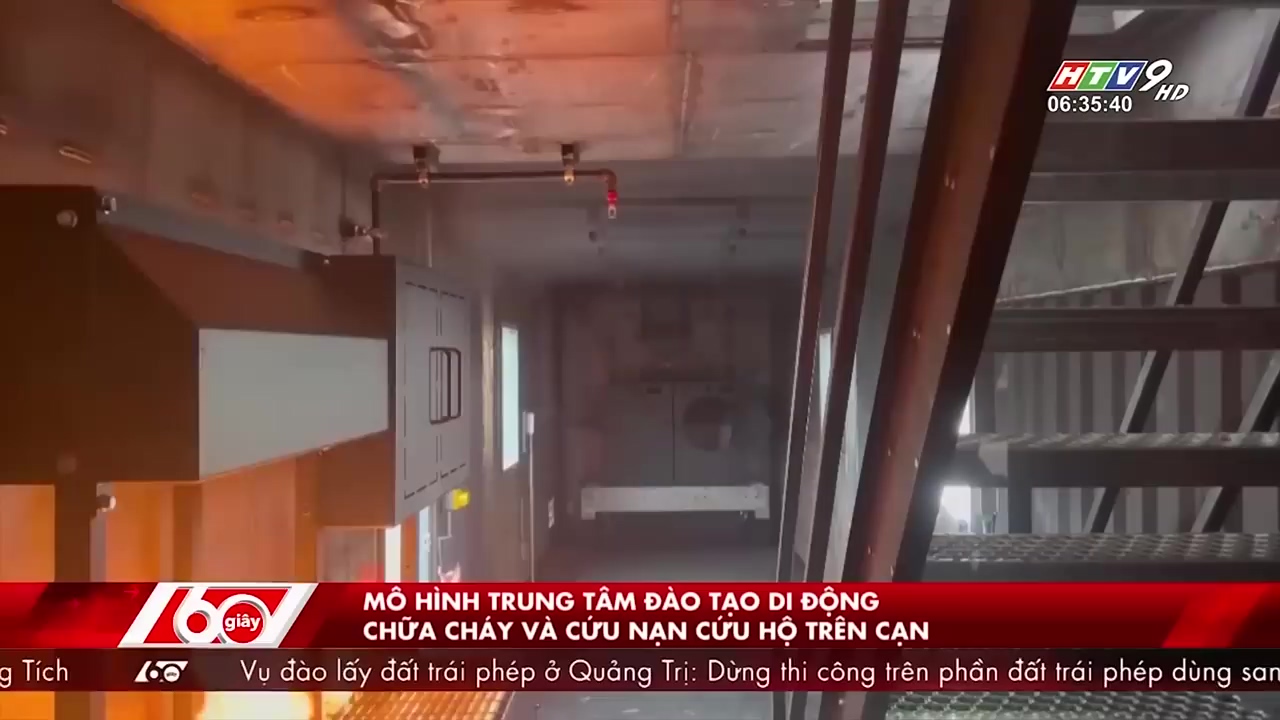 HTV9 HD
06:35:40
60 giây
MÔ HÌNH TRUNG TÂM ĐÀO TẠO DI ĐỘNG
CHỮA CHÁY VÀ CỨU NẠN CỨU HỘ TRÊN CẠN
g Tích 60 giây Vụ đào lấy đất trái phép ở Quảng Trị: Dừng thi công trên phần đất trái phép dùng san